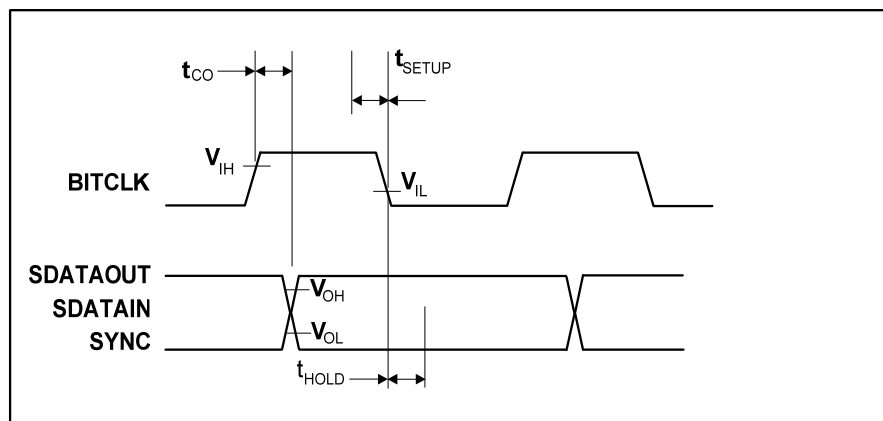 tCO
tSETUP
VIH
BITCLK
VIL
SDATAOUT
VOH
SDATAIN
VOL
SYNC
tHOLD